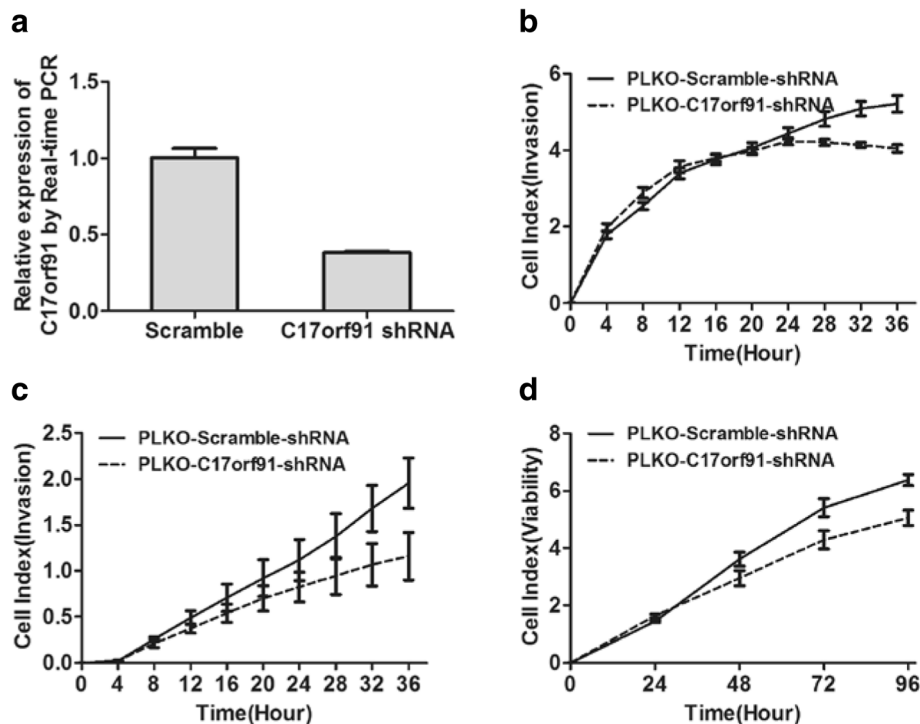 a
Relative expression of
C17orf91 by Real-time PCR
1.5
1.0
0.5
0.0
Scramble C17orf91 shRNA
b
PLKO-Scramble-shRNA
PLKO-C17orf91-shRNA
Cell Index(Invasion)
6
4
2
0
0 4 8 12 16 20 24 28 32 36
Time(Hour)
c
PLKO-Scramble-shRNA
PLKO-C17orf91-shRNA
Cell Index(Invasion)
2.5
2.0
1.5
1.0
0.5
0.0
0 4 8 12 16 20 24 28 32 36
Time(Hour)
d
PLKO-Scramble-shRNA
PLKO-C17orf91-shRNA
Cell Index(Viability)
8
6
4
2
0
0 24 48 72 96
Time(Hour)